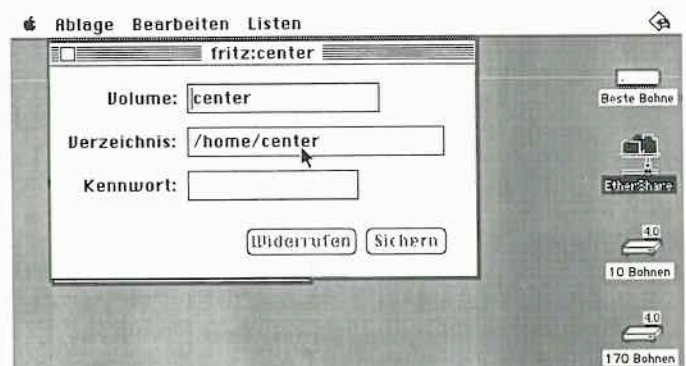 Ablage Bearbeiten Listen
fritz:center
Volume: center
Verzeichnis: /home/center
Kennwort:
Widerrufen Sichern
Beste Bohne
EtherShare
4.0
10 Bohnen
4.0
170 Bohnen